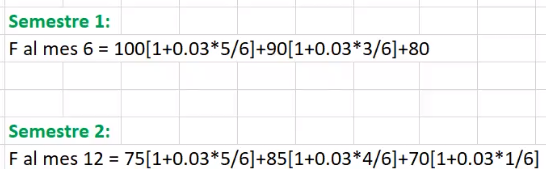 Semestre 1:
F al mes 6 = 100[1+0.03*5/6]+90[1+0.03*3/6]+80
Semestre 2:
F al mes 12 = 75[1+0.03*5/6]+85[1+0.03*4/6]+70[1+0.03*1/6]